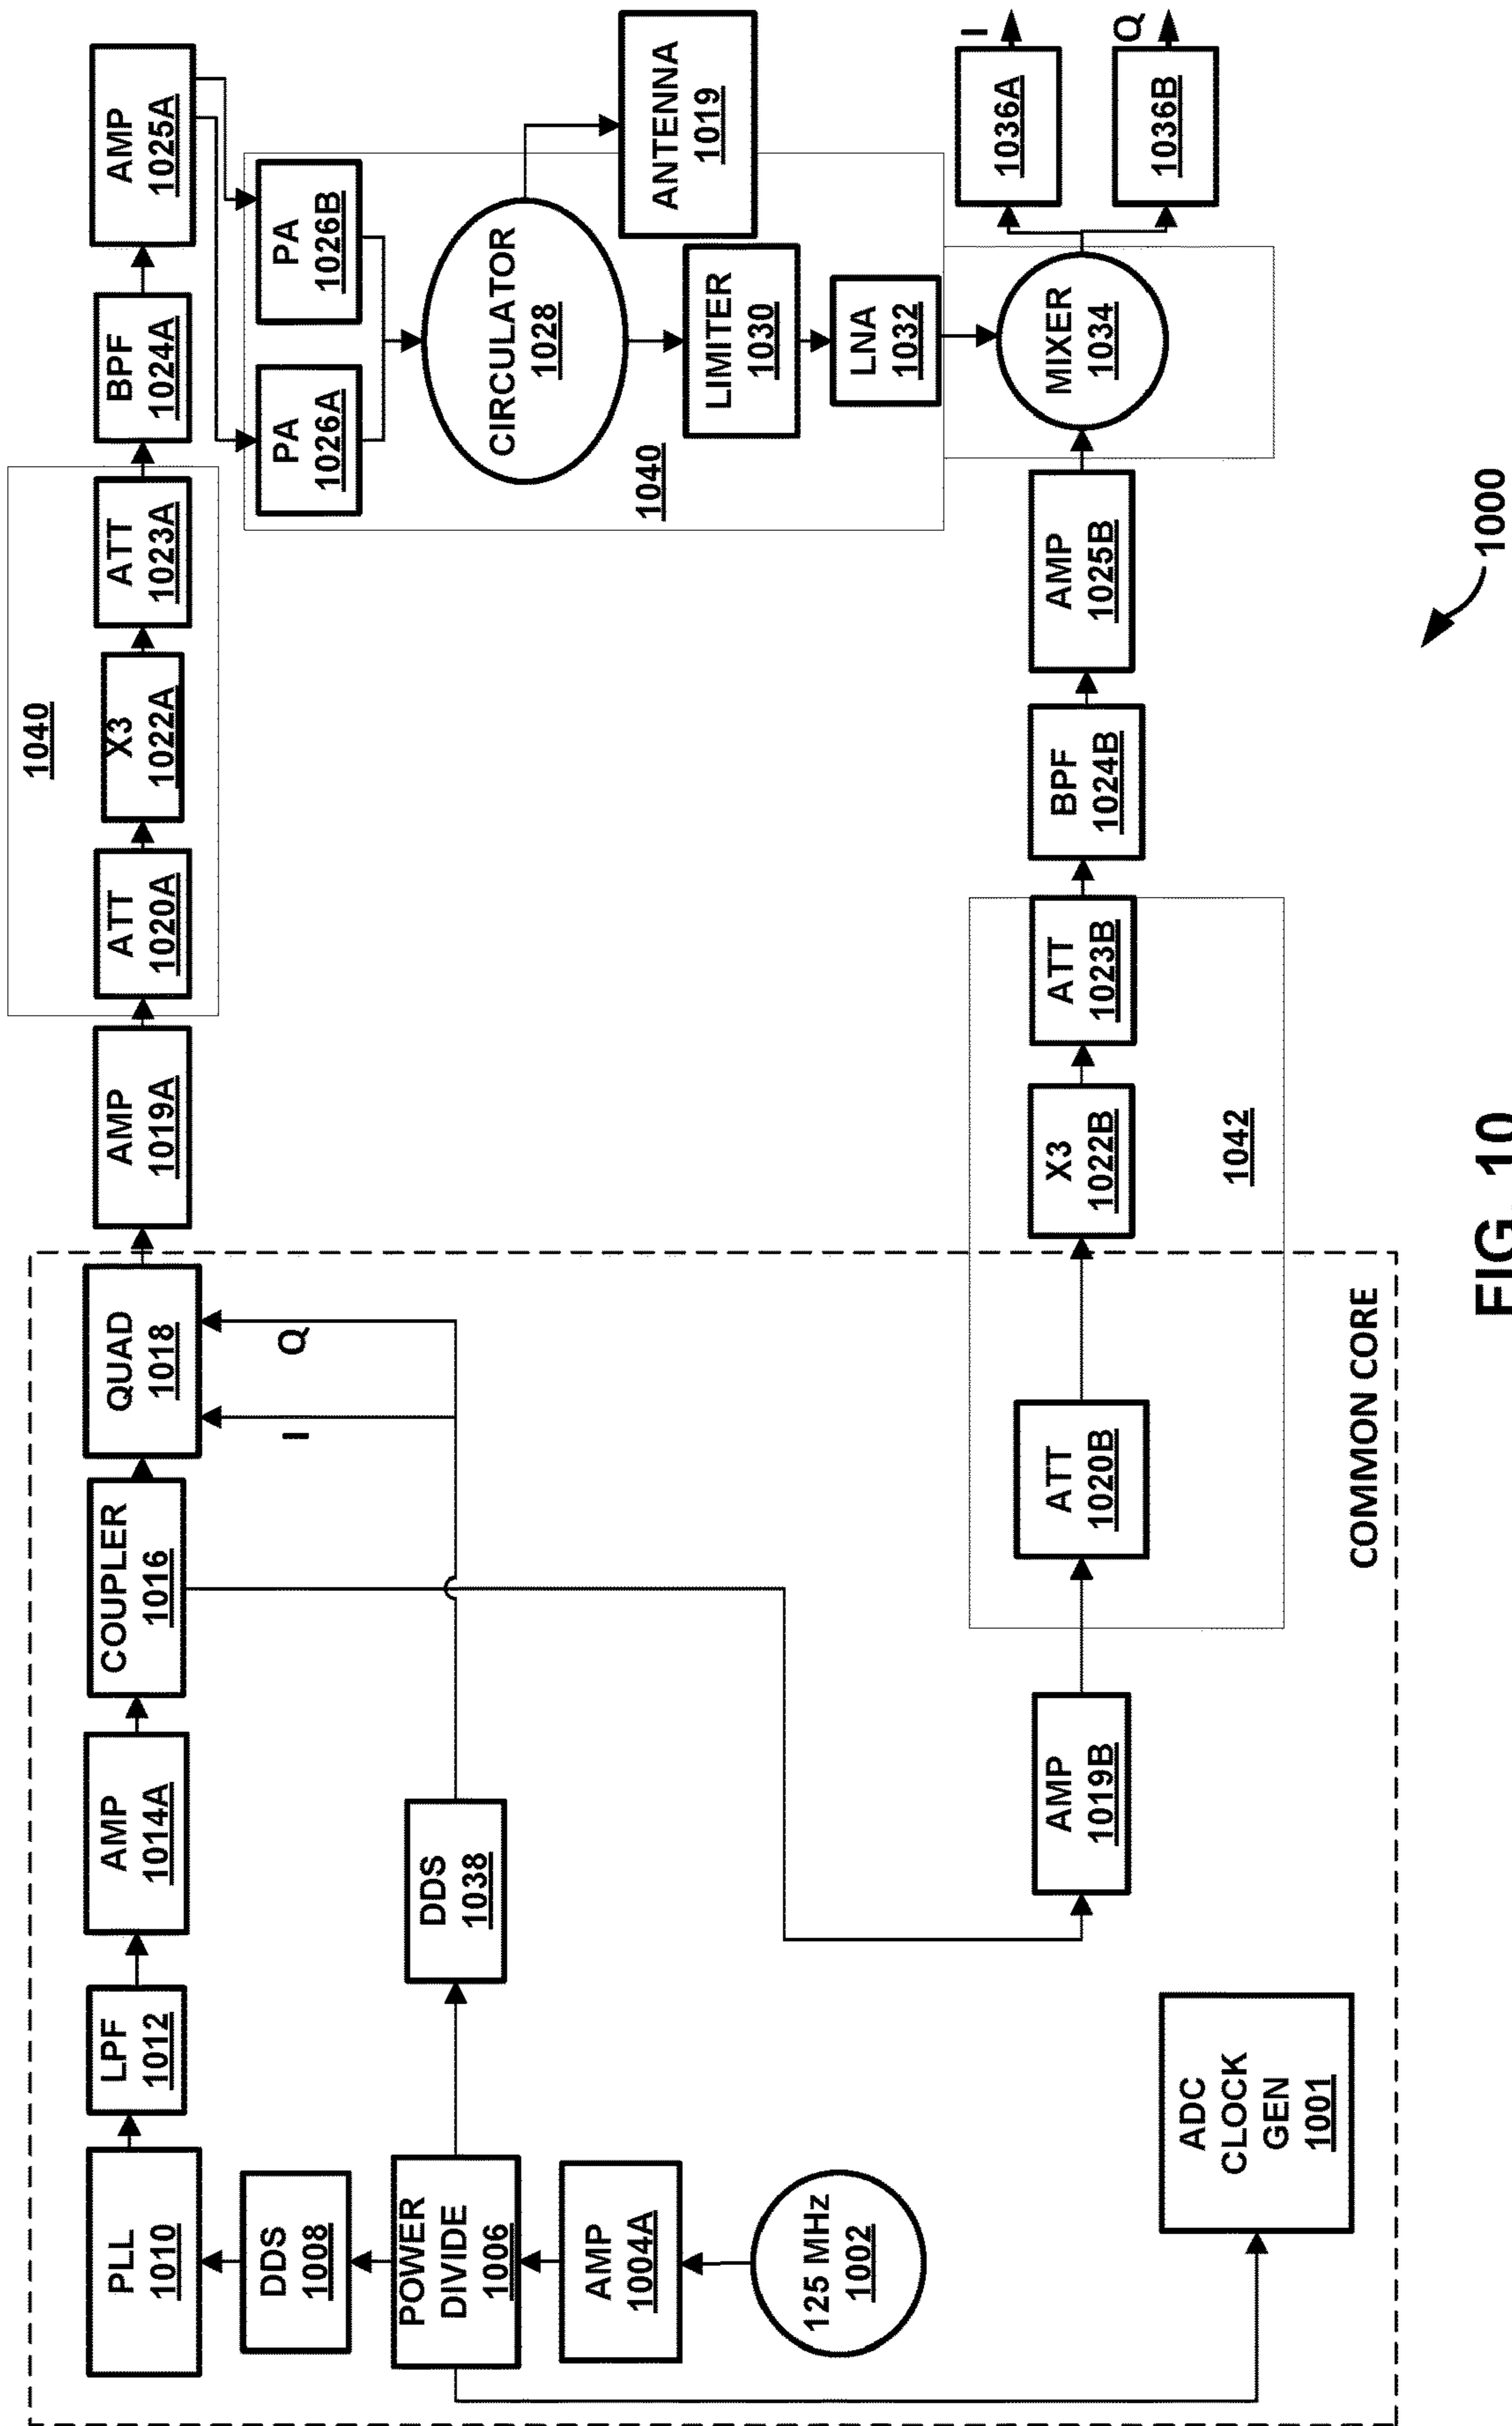 PLL
1010
LPF
1012
AMP
1014A
COUPLER
1016
QUAD
1018
AMP
1019A
1040
ATT
1020A
X3
1022A
ATT
1023A
BPF
1024A
AMP
1025A
DDS
1008
I
Q
PA
1026A
PA
1026B
POWER
DIVIDE
1006
DDS
1038
CIRCULATOR
1028
AMP
1004A
1040
ANTENNA
1019
LIMITER
1030
125 MHz
1002
LNA
1032
AMP
1019B
ATT
1020B
X3
1022B
ATT
1023B
BPF
1024B
AMP
1025B
MIXER
1034
1036A
I
1036B
Q
ADC
CLOCK
GEN
1001
1042
COMMON CORE
1000
FIG. 10